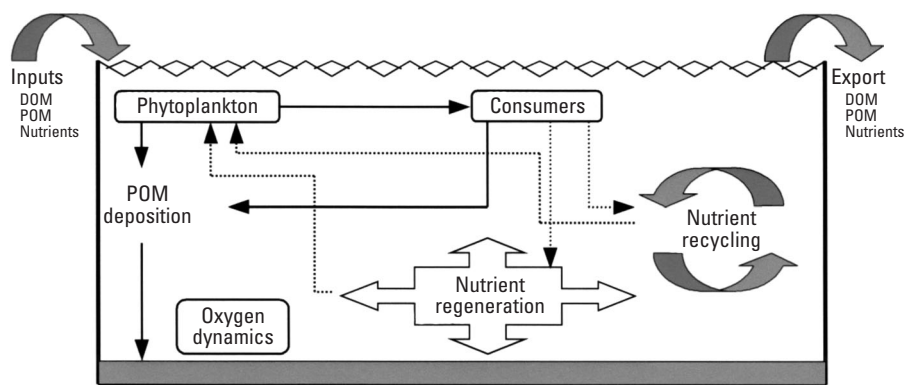 Inputs
DOM
POM
Nutrients
Export
DOM
POM
Nutrients
Phytoplankton
Consumers
POM
deposition
Nutrient
recycling
Nutrient
regeneration
Oxygen
dynamics